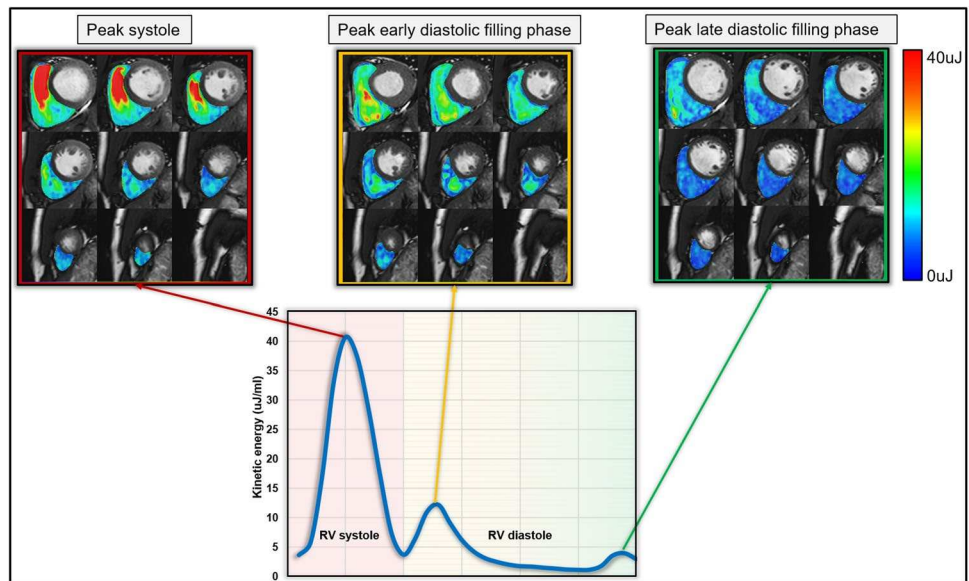 Peak systole
Peak early diastolic filling phase
Peak late diastolic filling phase
40uJ
0uJ
Kinetic energy (uJ/ml)
45
40
35
30
25
20
15
10
5
0
RV systole
RV diastole